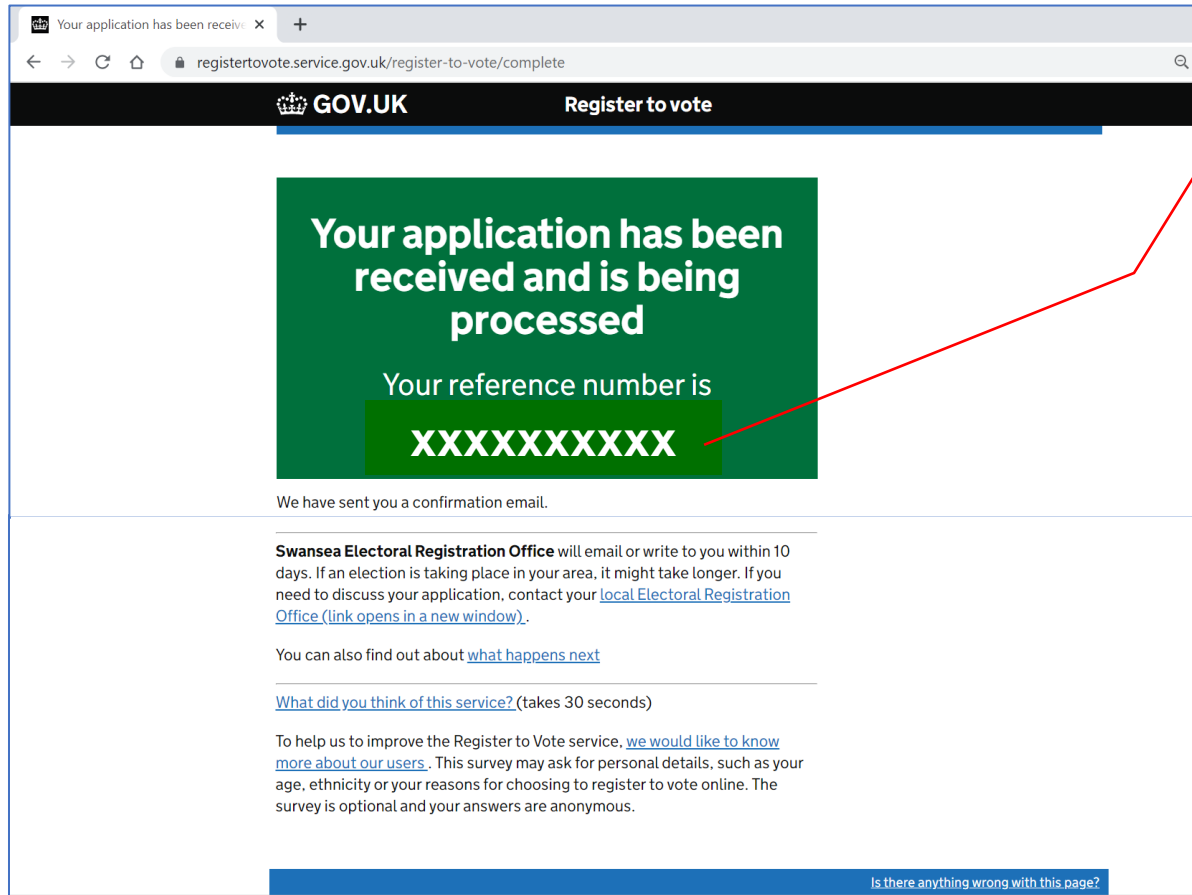 Your application has been receive
registertovote.service.gov.uk/register-to-vote/complete
GOV.UK Register to vote
Your application has been
received and is being
processed
Your reference number is
xxxxxxxxxx
We have sent you a confirmation email.
Swansea Electoral Registration Office will email or write to you within 10
days. If an election is taking place in your area, it might take longer. If you
need to discuss your application, contact your local Electoral Registration
Office (link opens in a new window) .
You can also find out about what happens next
What did you think of this service? (takes 30 seconds)
To help us to improve the Register to Vote service, we would like to know
more about our users . This survey may ask for personal details, such as your
age, ethnicity or your reasons for choosing to register to vote online. The
survey is optional and your answers are anonymous.
Is there anything wrong with this page?